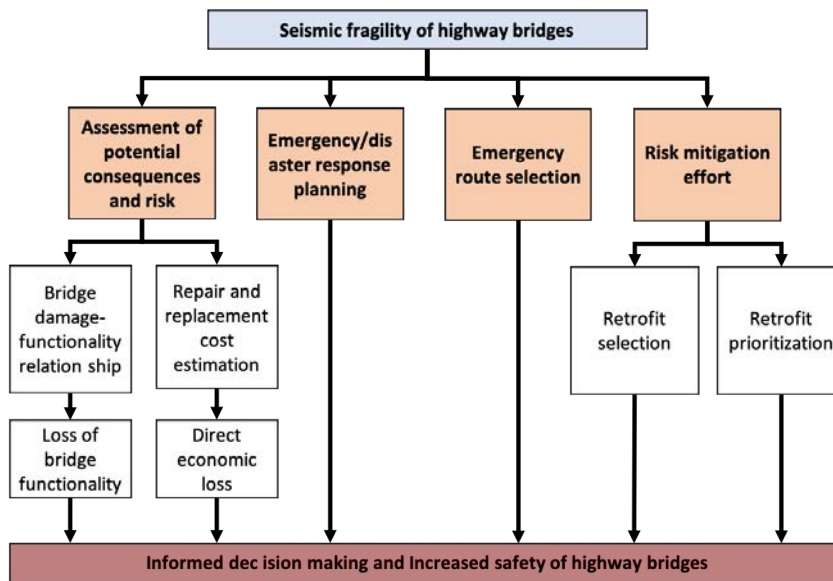 Seismic fragility of highway bridges
Assessment of
potential
consequences
and risk
Emergency/dis
aster response
planning
Emergency
route selection
Risk mitigation
effort
Bridge
damage-
functionality
relation ship
Repair and
replacement
cost
estimation
Retrofit
selection
Retrofit
prioritization
Loss of
bridge
functionality
Direct
economic
loss
Informed dec ision making and Increased safety of highway bridges